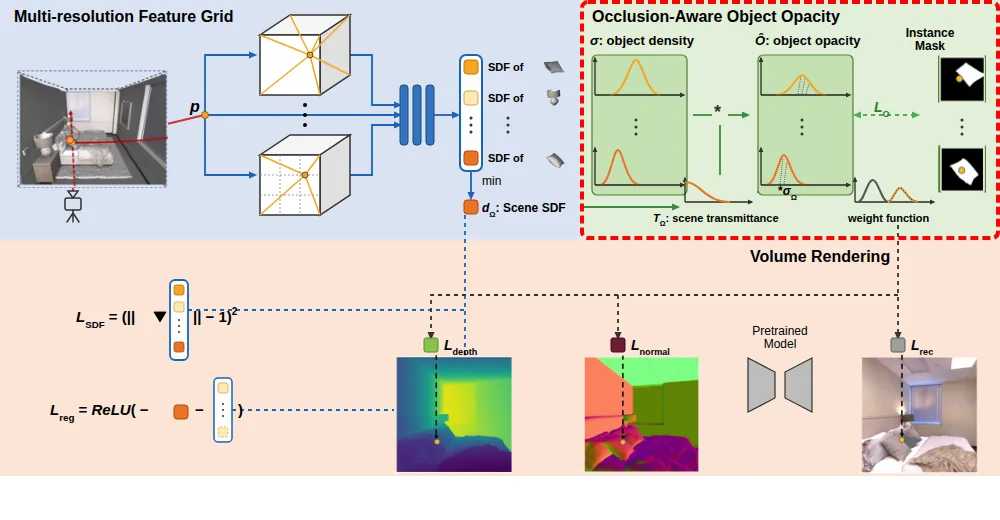 Multi-resolution Feature Grid
p
SDF of
SDF of
SDF of
min
dΩ: Scene SDF
Occlusion-Aware Object Opacity
σ: object density
Ô: object opacity
Instance
Mask
*
LO
*σΩ
TΩ: scene transmittance
weight function
Volume Rendering
LSDF = (|| ▼ || − 1)2
Lreg = ReLU( − − )
Ldepth
Lnormal
Pretrained
Model
Lrec